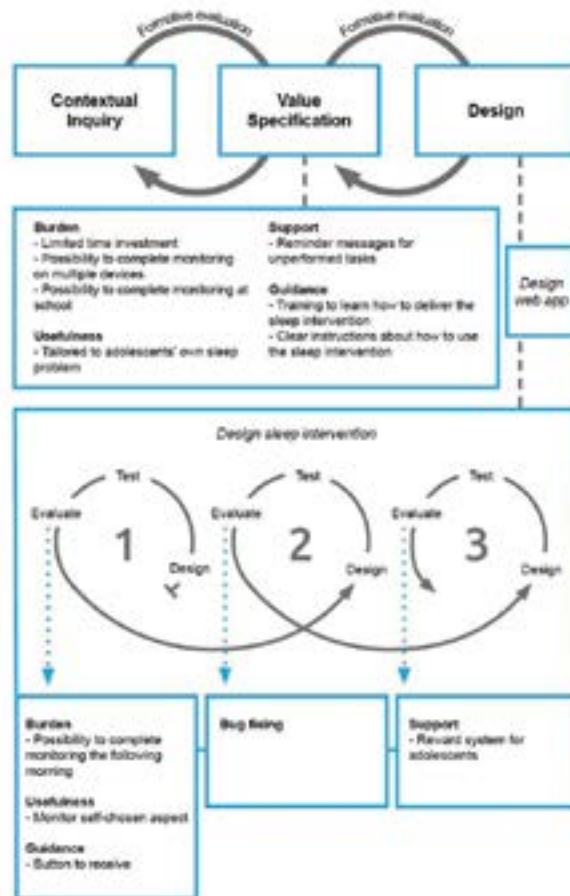 Formative evaluation
Formative evaluation
Contextual
Inquiry
Value
Specification
Design
Burden
- Limited time investment
- Possibility to complete monitoring
on multiple devices
- Possibility to complete monitoring at
school
Usefulness
- Tailored to adolescents' own sleep
problem
Support
- Reminder messages for
unperformed tasks
Guidance
- Training to learn how to deliver the
sleep intervention
- Clear instructions about how to use
the sleep intervention
Design
web app
Design sleep intervention
Test
Evaluate
1
Design
Test
Evaluate
2
Design
Test
Evaluate
3
Design
Burden
- Possibility to complete
monitoring the following
morning
Usefulness
- Monitor self-chosen aspect
Guidance
- Button to receive
Bug fixing
Support
- Reward system for
adolescents